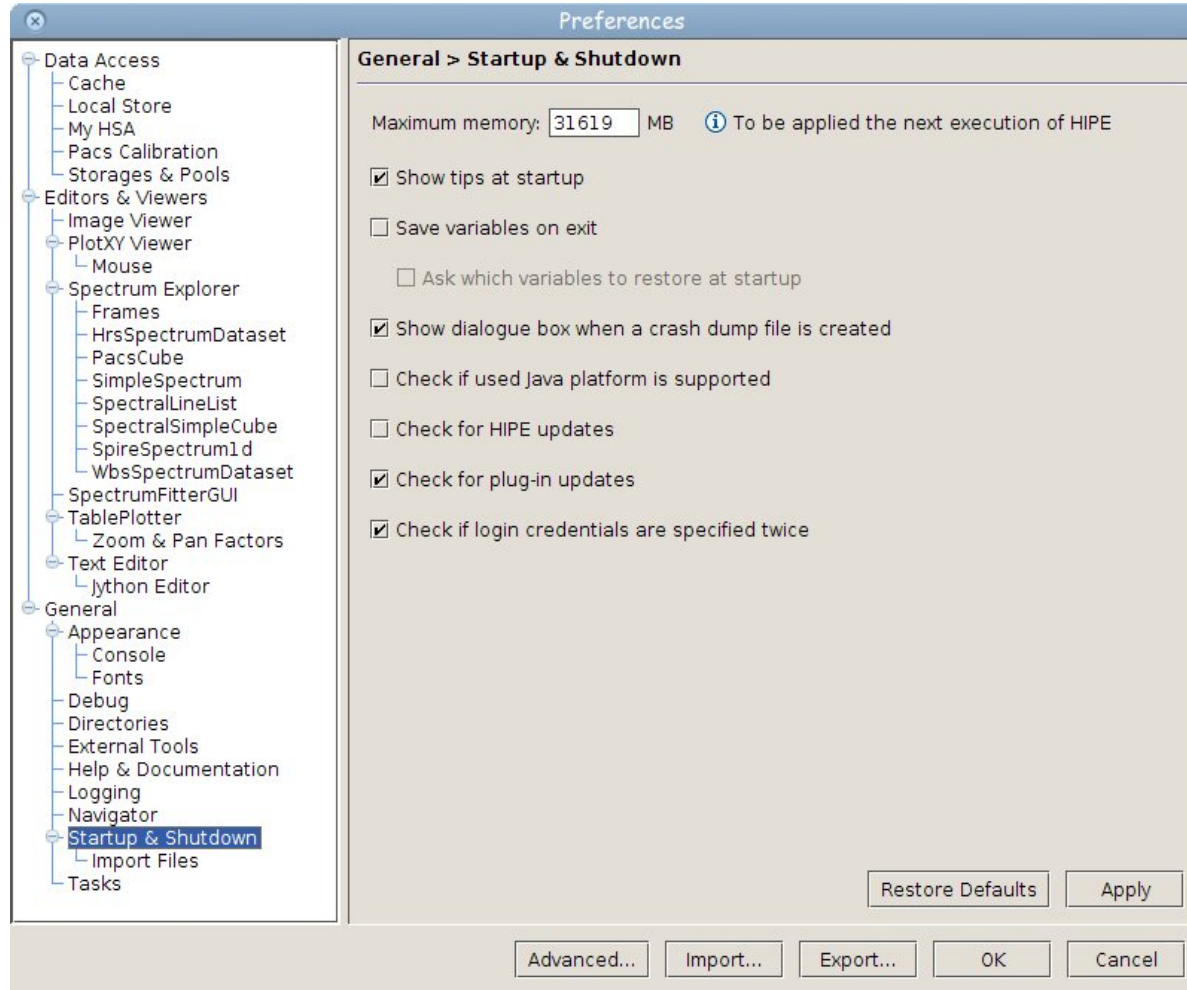 Preferences
Data Access
Cache
Local Store
My HSA
Pacs Calibration
Storages & Pools
Editors & Viewers
Image Viewer
PlotXY Viewer
Mouse
Spectrum Explorer
Frames
HrsSpectrumDataset
PacsCube
SimpleSpectrum
SpectralLineList
SpectralSimpleCube
SpireSpectrum1d
WbsSpectrumDataset
SpectrumFitterGUI
TablePlotter
Zoom & Pan Factors
Text Editor
Jython Editor
General
Appearance
Console
Fonts
Debug
Directories
External Tools
Help & Documentation
Logging
Navigator
Startup & Shutdown
Import Files
Tasks
General > Startup & Shutdown
Maximum memory: 31619 MB To be applied the next execution of HIPE
Show tips at startup
Save variables on exit
Ask which variables to restore at startup
Show dialogue box when a crash dump file is created
Check if used Java platform is supported
Check for HIPE updates
Check for plug-in updates
Check if login credentials are specified twice
Restore Defaults Apply
Advanced... Import... Export... OK Cancel